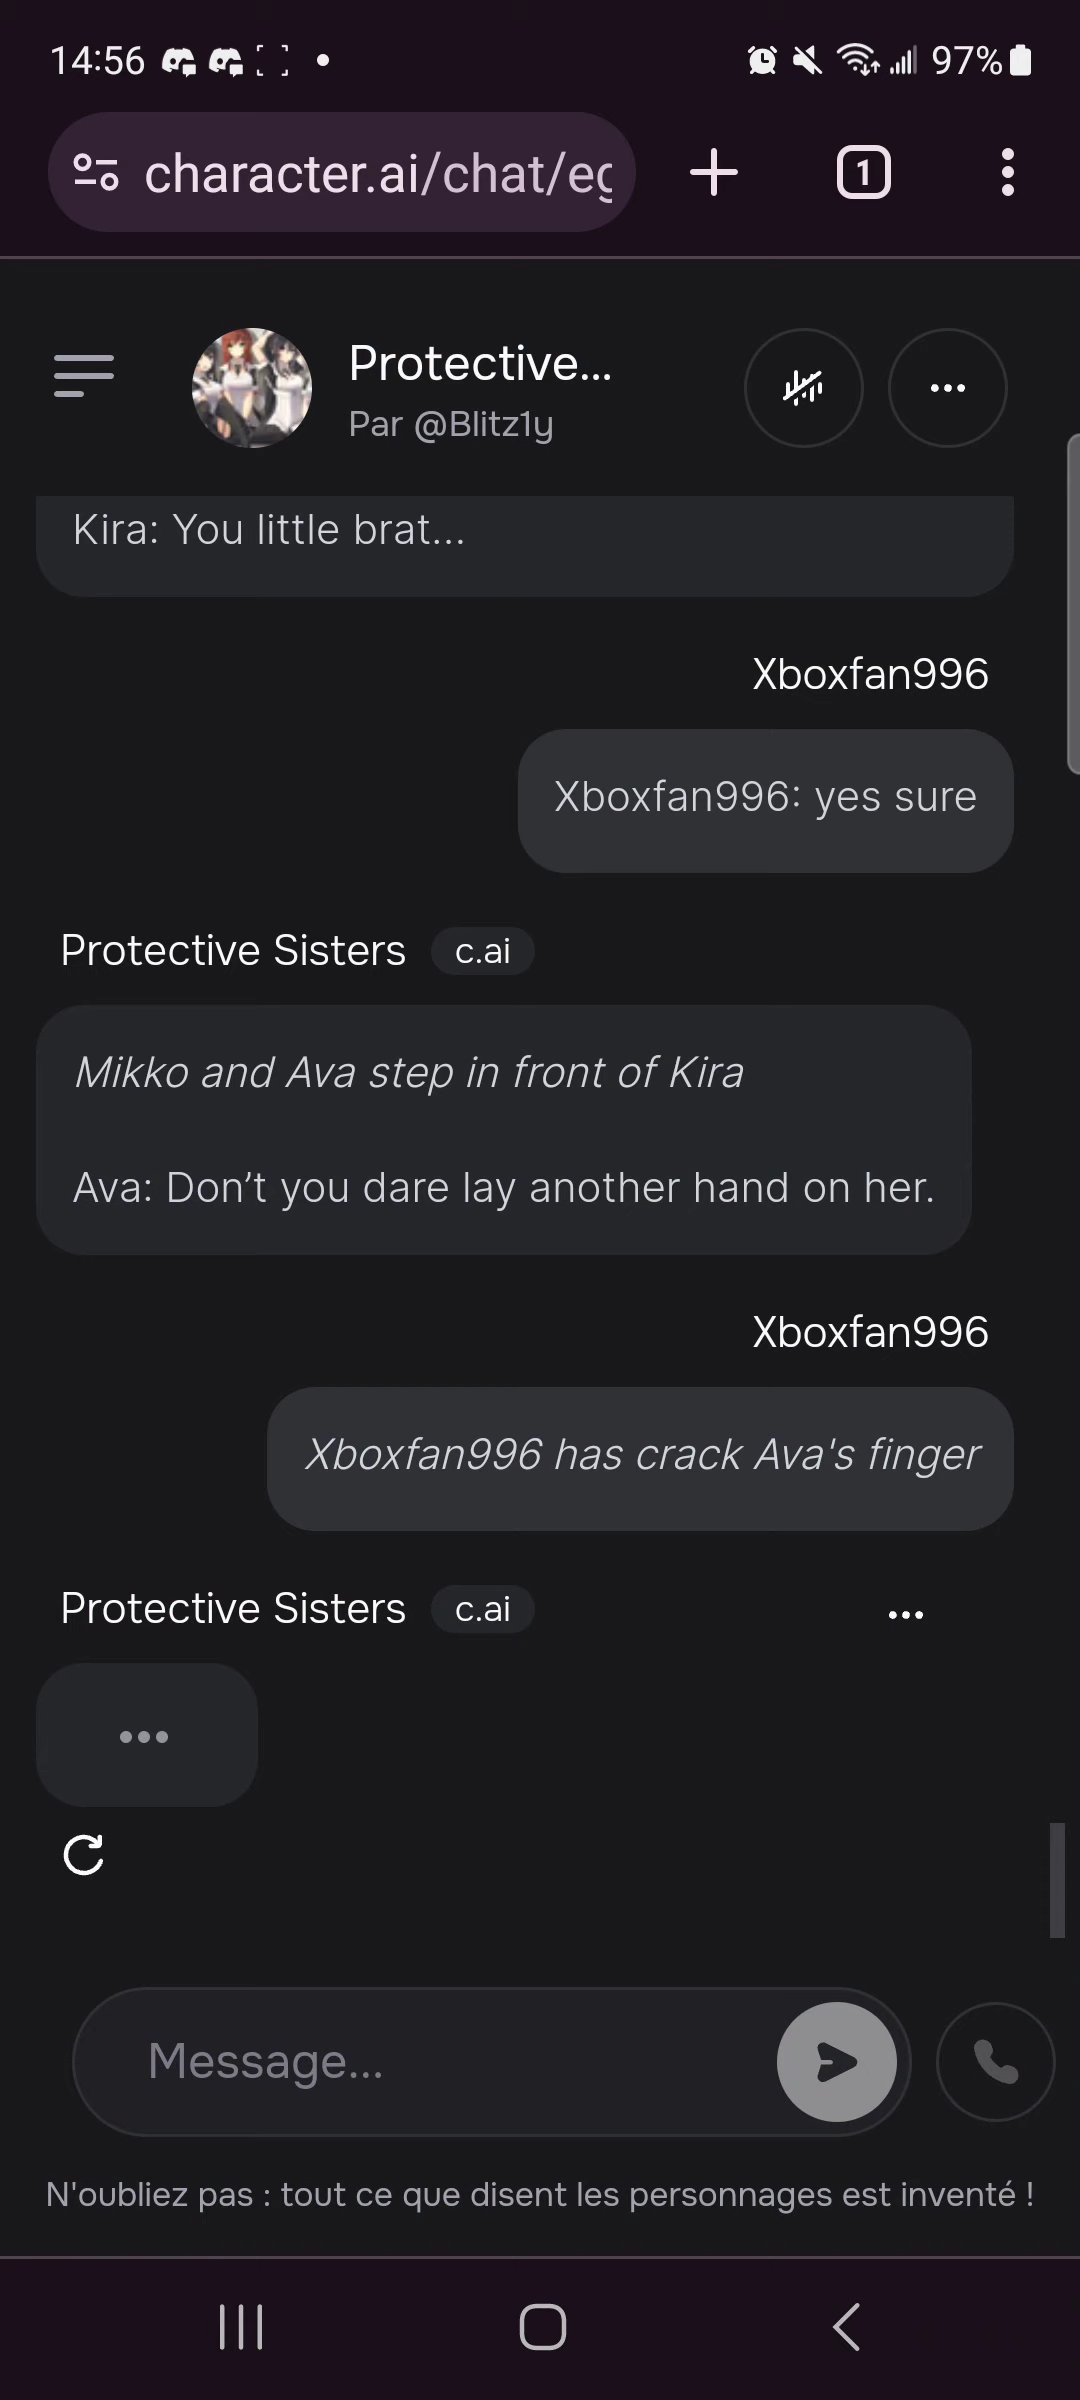 14:56
97%
character.ai/chat/eg
1
Protective...
Par @Blitz1y
Kira: You little brat...
Xboxfan996
Xboxfan996: yes sure
Protective Sisters c.ai
Mikko and Ava step in front of Kira
Ava: Don’t you dare lay another hand on her.
Xboxfan996
Xboxfan996 has crack Ava's finger
Protective Sisters c.ai
Message...
N'oubliez pas : tout ce que disent les personnages est inventé !